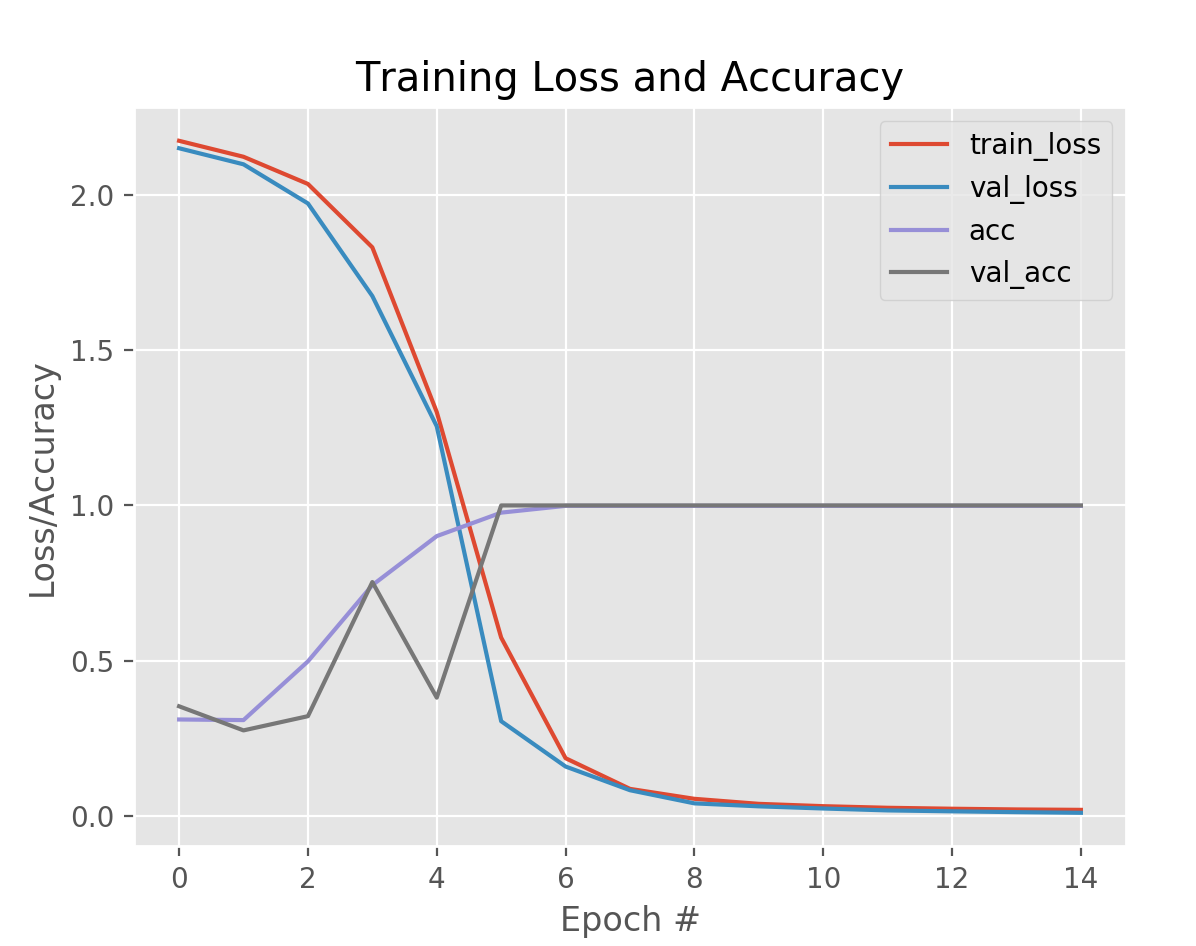 Training Loss and Accuracy
train_loss
val_loss
acc
val_acc
Loss/Accuracy
2.0
1.5
1.0
0.5
0.0
0 2 4 6 8 10 12 14
Epoch #